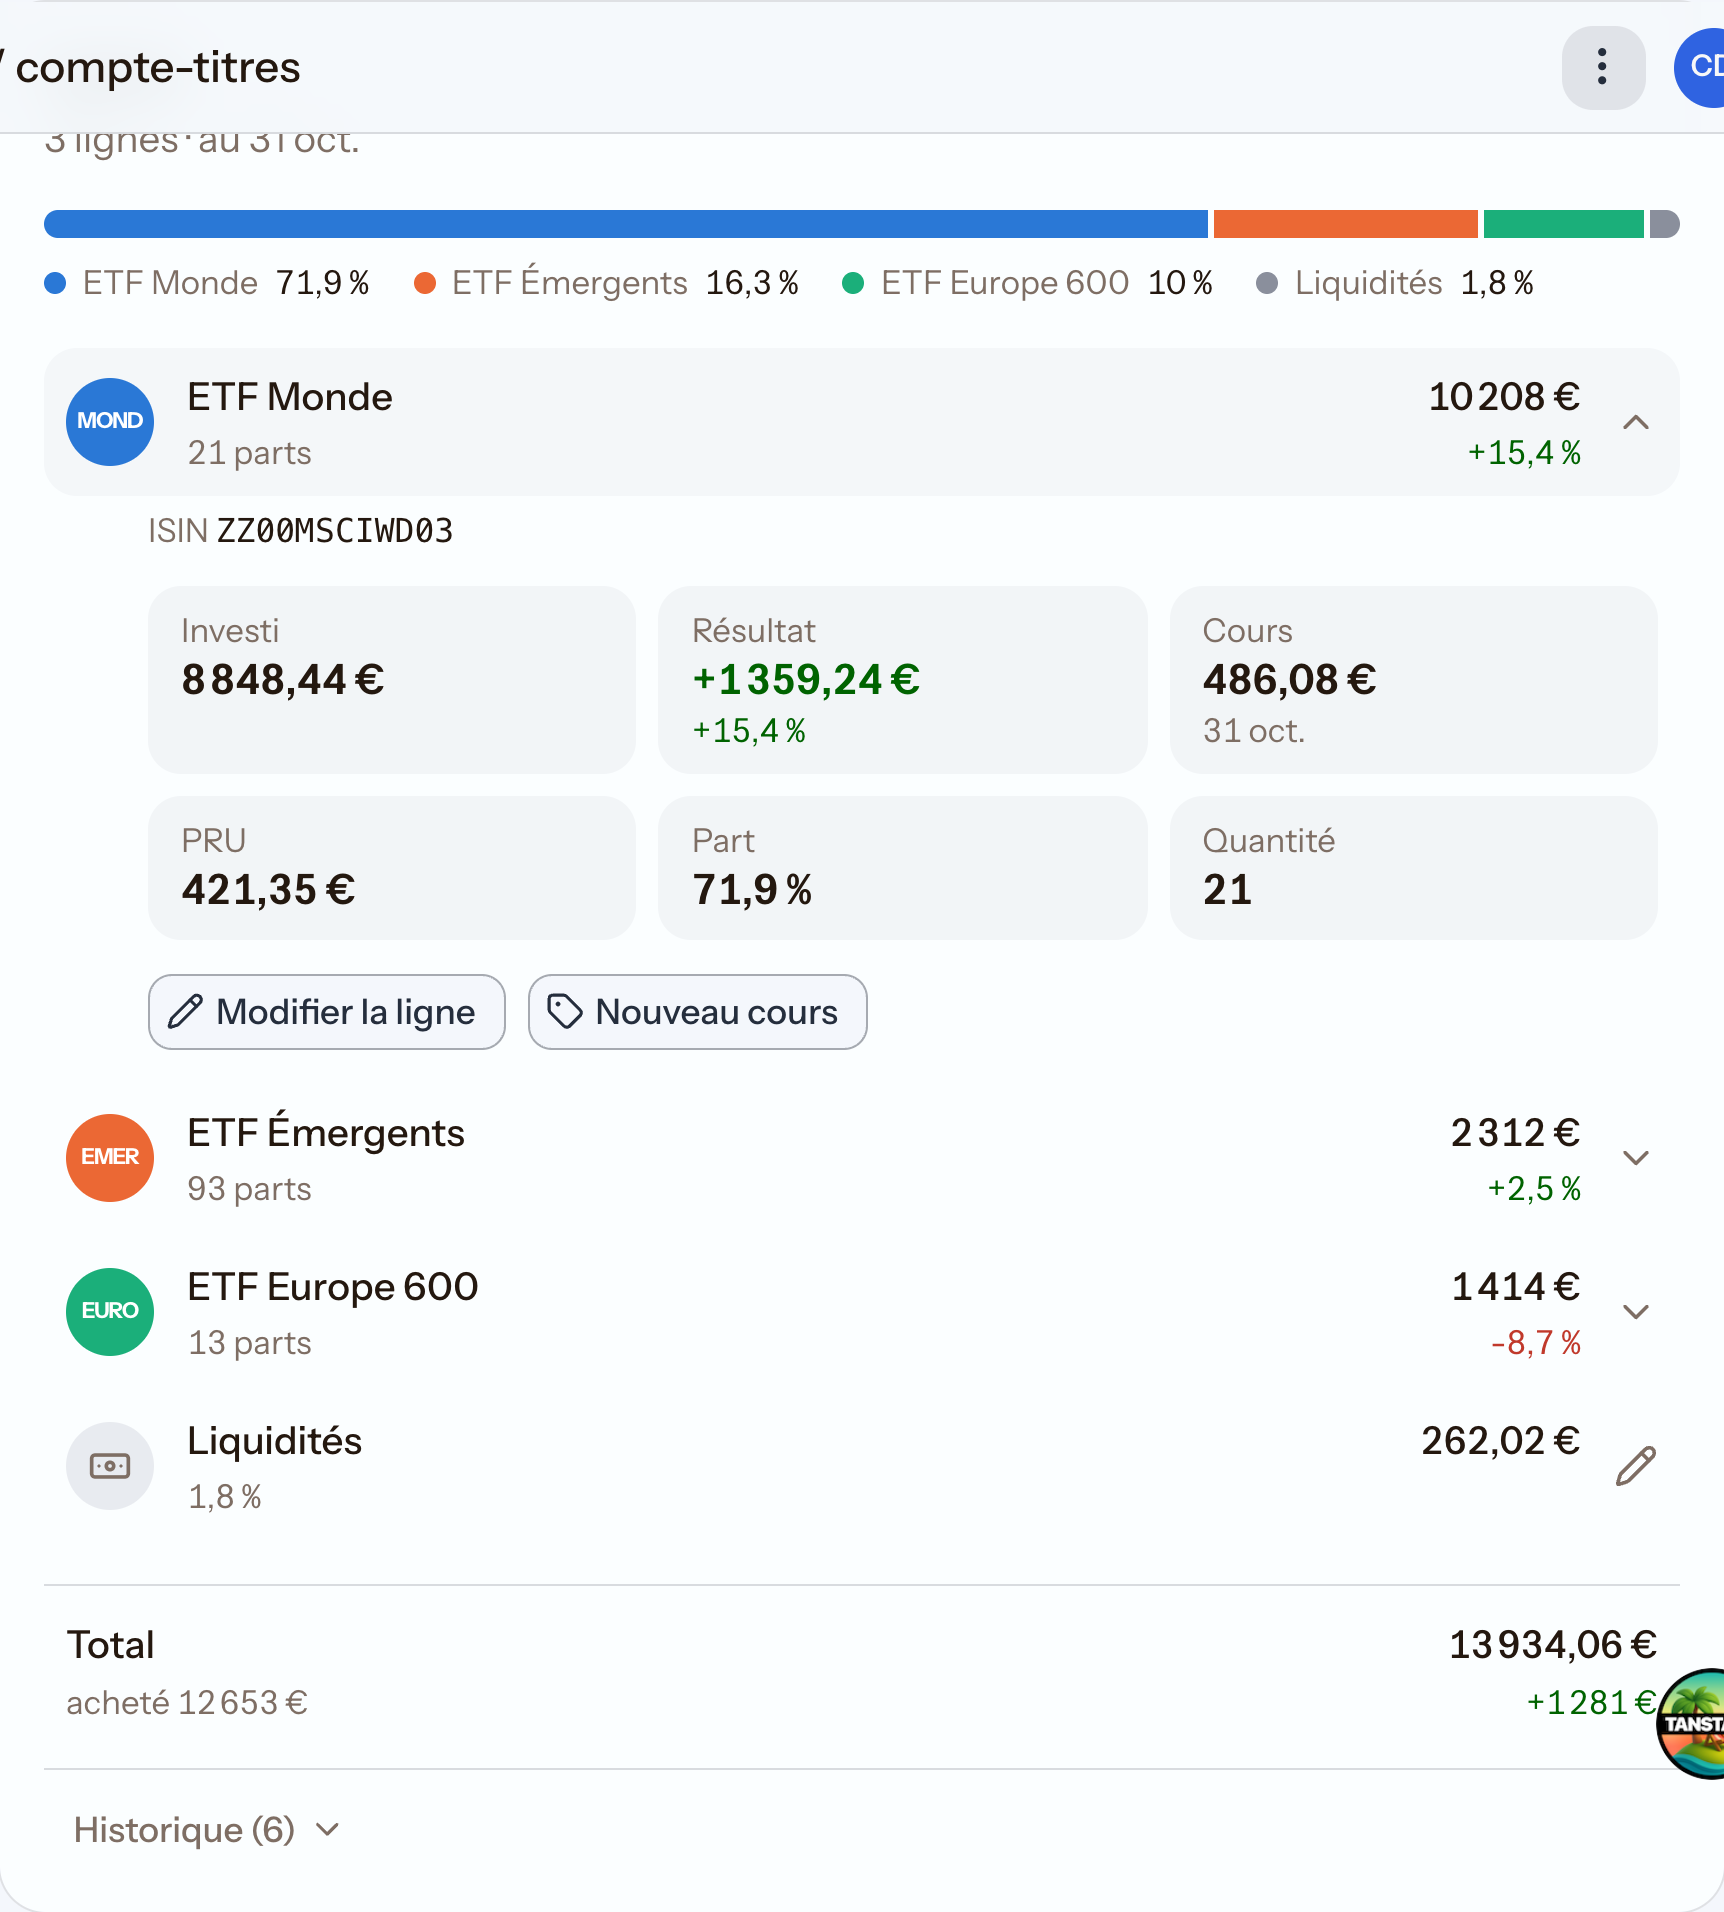 / compte-titres
CD
3 lignes · au 31 oct.
ETF Monde 71,9 % ETF Émergents 16,3 % ETF Europe 600 10 % Liquidités 1,8 %
MOND
ETF Monde
10 208 €
21 parts
+15,4 %
ISIN ZZ00MSCIWD03
Investi
8 848,44 €
Résultat
+1 359,24 €
+15,4 %
Cours
486,08 €
31 oct.
PRU
421,35 €
Part
71,9 %
Quantité
21
Modifier la ligne
Nouveau cours
EMER
ETF Émergents
2 312 €
93 parts
+2,5 %
EURO
ETF Europe 600
1 414 €
13 parts
-8,7 %
Liquidités
262,02 €
1,8 %
Total
13 934,06 €
acheté 12 653 €
+1 281 €
Historique (6)